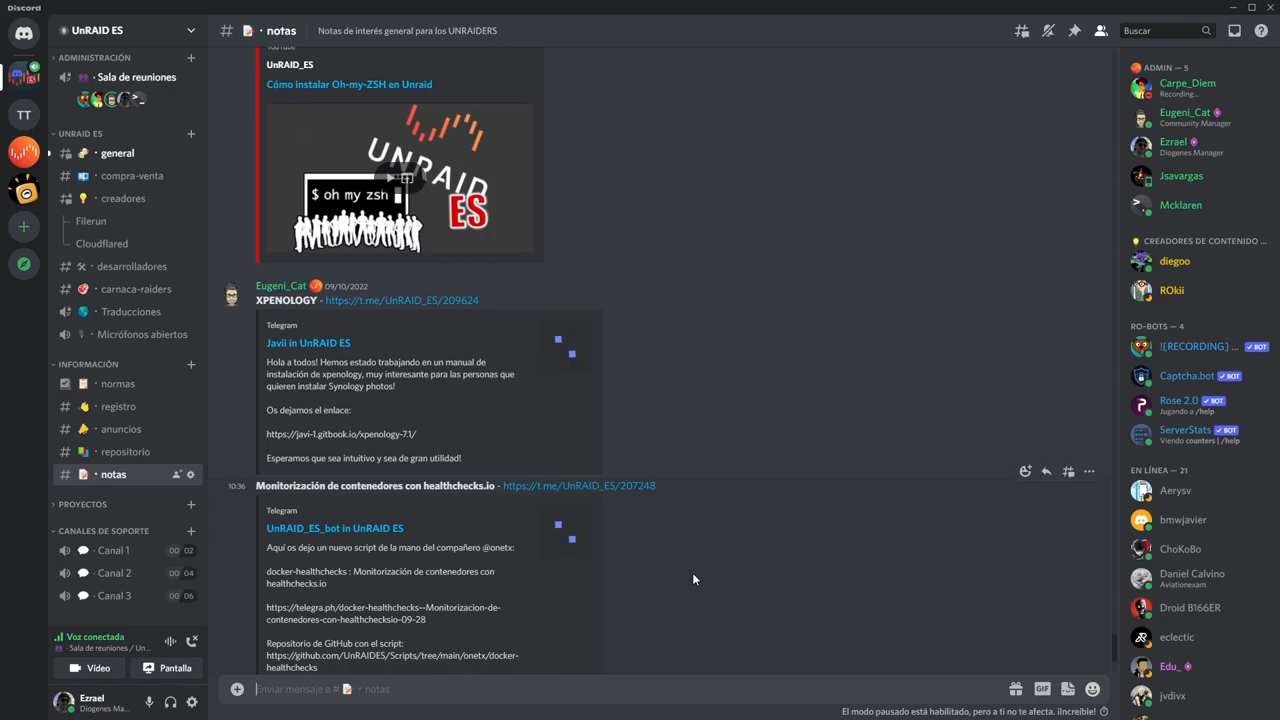 Discord
UnRAID ES
ADMINISTRACIÓN
· Sala de reuniones
TT
UNRAID ES
· general
· compra-venta
· creadores
Filerun
Cloudflared
· desarrolladores
· carnaca-raiders
· Traducciones
· Micrófonos abiertos
INFORMACIÓN
· normas
· registro
· anuncios
· repositorio
· notas
PROYECTOS
CANALES DE SOPORTE
· Canal 1 00 02
· Canal 2 00 04
· Canal 3 00 06
Voz conectada
· Sala de reuniones / Un...
Vídeo Pantalla
Ezrael
Diogenes Ma...
# · notas Notas de interés general para los UNRAIDERS
Buscar
YouTube
UnRAID_ES
Cómo instalar Oh-my-ZSH en Unraid
UNRAID
ES
$ oh my zsh
Eugeni_Cat 09/10/2022
XPENOLOGY - https://t.me/UnRAID_ES/209624
Telegram
Javii in UnRAID ES
Hola a todos! Hemos estado trabajando en un manual de
instalación de xpenology, muy interesante para las personas que
quieren instalar Synology photos!
Os dejamos el enlace:
https://javi-1.gitbook.io/xpenology-7.1/
Esperamos que sea intuitivo y sea de gran utilidad!
10:36 Monitorización de contenedores con healthchecks.io - https://t.me/UnRAID_ES/207248
Telegram
UnRAID_ES_bot in UnRAID ES
Aquí os dejo un nuevo script de la mano del compañero @onetx:
docker-healthchecks : Monitorización de contenedores con
healthchecks.io
https://telegra.ph/docker-healthchecks--Monitorizacion-de-
contenedores-con-healthchecksio-09-28
Repositorio de GitHub con el script:
https://github.com/UnRAIDES/Scripts/tree/main/onetx/docker-
healthchecks
Enviar mensaje a # · notas
GIF
El modo pausado está habilitado, pero a ti no te afecta. ¡Increíble!
ADMIN — 5
Carpe_Diem
Recording...
Eugeni_Cat
Community Manager
Ezrael
Diogenes Manager
Jsavargas
Mcklaren
CREADORES DE CONTENIDO ...
diegoo
ROkii
RO-BOTS — 4
![RECORDING] ... BOT
Captcha.bot BOT
Rose 2.0 BOT
Jugando a /help
ServerStats BOT
Viendo counters | /help
EN LÍNEA — 21
Aerysv
bmwjavier
ChoKoBo
Daniel Calvino
Aviationexam
Droid B166ER
eclectic
Edu_
jvdivx